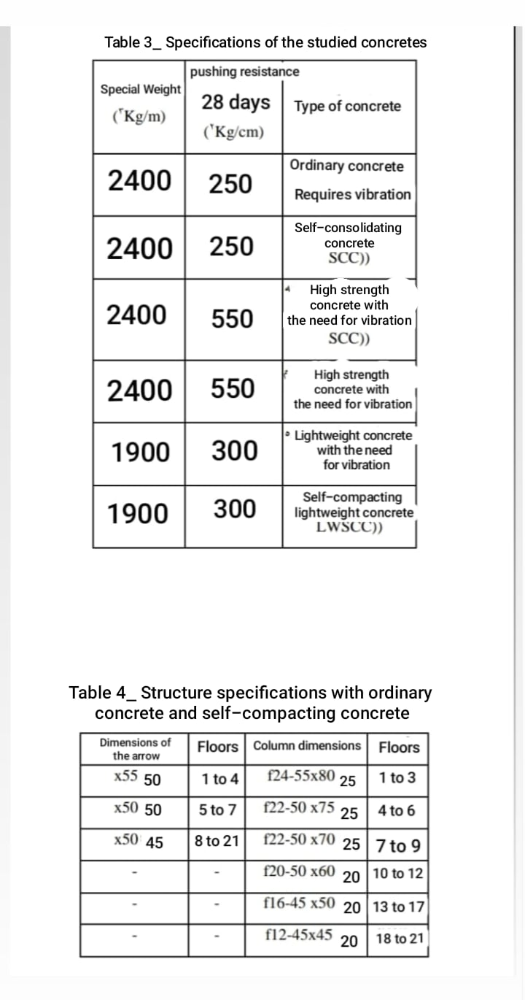 Table 3_ Specifications of the studied concretes
pushing resistance
Special Weight
(٣Kg/m)
28 days
(٢Kg/cm)
Type of concrete
2400 250 Ordinary concrete
Requires vibration
2400 250 Self-consolidating
concrete
SCC))
2400 550 High strength
concrete with
the need for vibration
SCC))
2400 550 High strength
concrete with
the need for vibration
1900 300 Lightweight concrete
with the need
for vibration
1900 300 Self-compacting
lightweight concrete
LWSCC))
Table 4_ Structure specifications with ordinary
concrete and self-compacting concrete
Dimensions of
the arrow
Floors Column dimensions Floors
x55 50 1 to 4 f24-55x80 25 1 to 3
x50 50 5 to 7 f22-50 x75 25 4 to 6
x50 45 8 to 21 f22-50 x70 25 7 to 9
- - f20-50 x60 20 10 to 12
- - f16-45 x50 20 13 to 17
- - f12-45x45 20 18 to 21